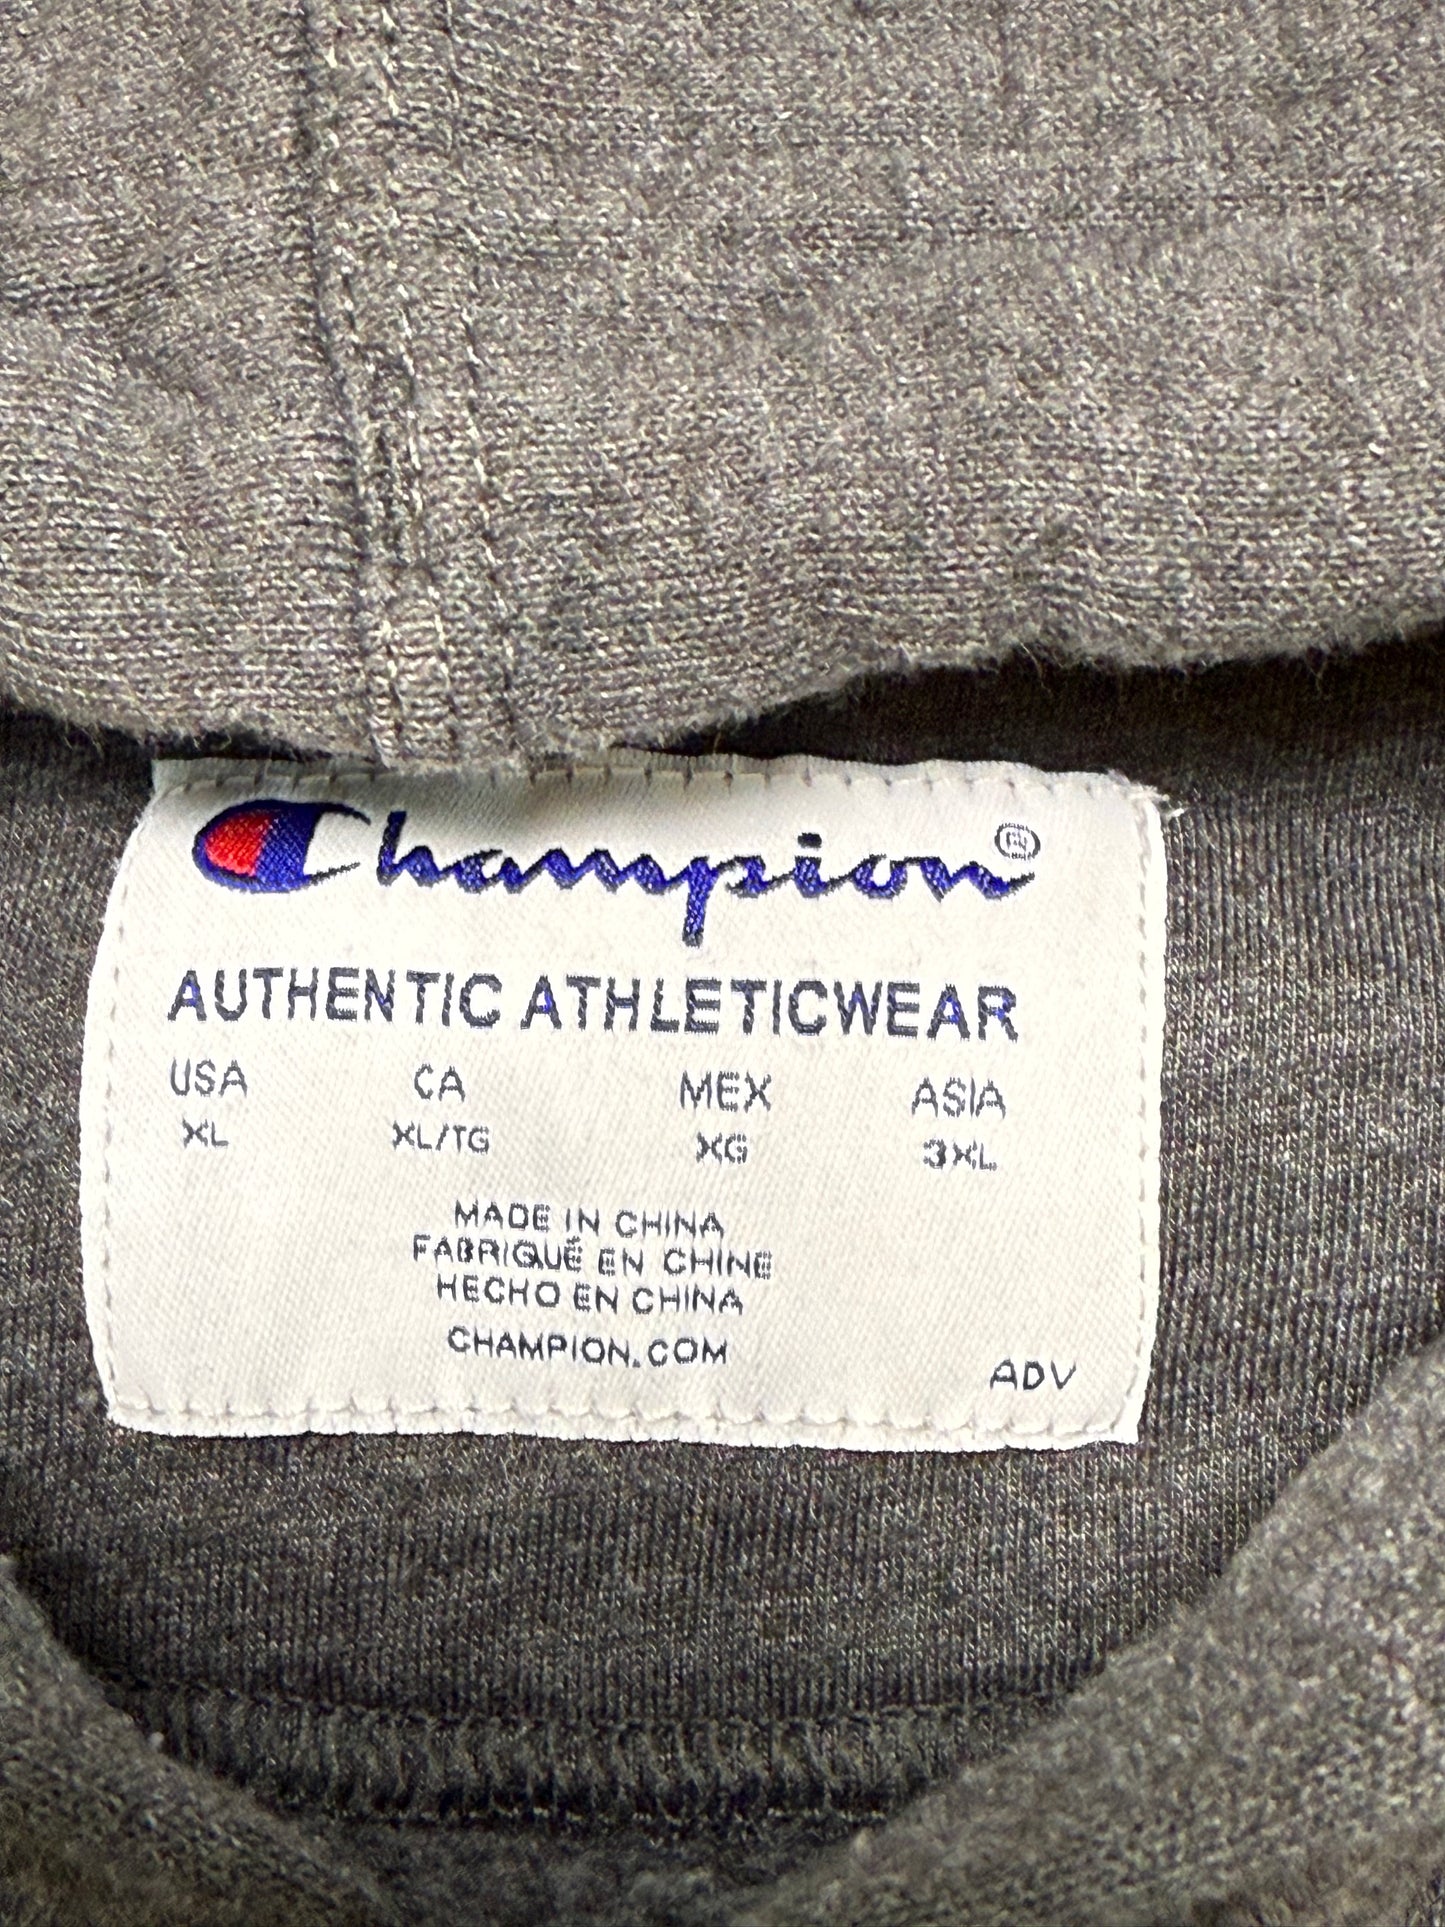 Champion®
AUTHENTIC ATHLETICWEAR
USA CA MEX ASIA
XL XL/TG XG 3XL
MADE IN CHINA
FABRIQUÉ EN CHINE
HECHO EN CHINA
CHAMPION.COM
ADV